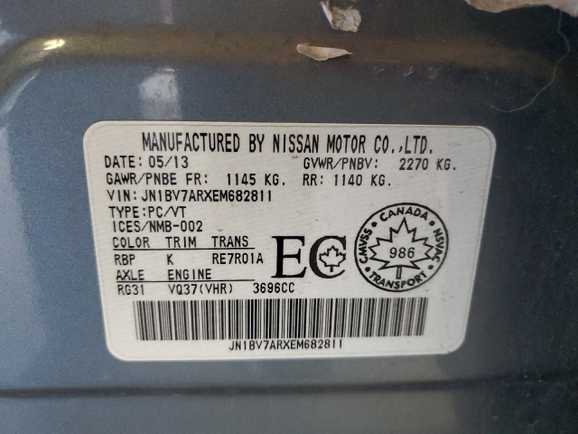 MANUFACTURED BY NISSAN MOTOR CO.,LTD.
DATE: 05/13 GVWR/PNBV: 2270 KG.
GAWR/PNBE FR: 1145 KG. RR: 1140 KG.
VIN: JN1BV7ARXEM682811
TYPE: PC/VT
ICES/NMB-002
COLOR TRIM TRANS
RBP K RE7R01A
AXLE ENGINE
RG31 VQ37(VHR) 3696CC
EC
CANADA
CMVSS
NSVAC
986
TRANSPORT
JN1BV7ARXEM682811